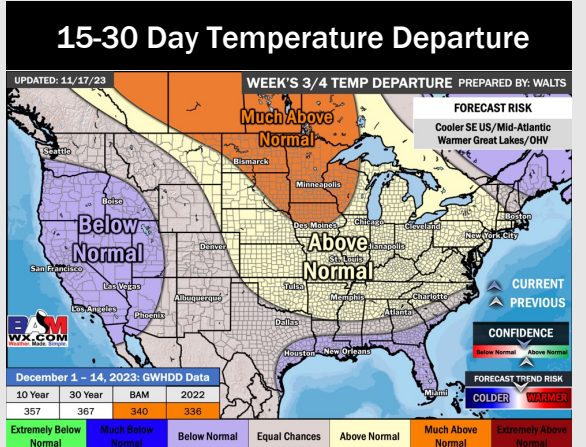 15-30 Day Temperature Departure
UPDATED: 11/17/23
WEEK'S 3/4 TEMP DEPARTURE PREPARED BY: WALTS
FORECAST RISK
Cooler SE US/Mid-Atlantic
Warmer Great Lakes/OHV
Much Above
Normal
Seattle
Bismarck
Minneapolis
Boise
Below
Normal
Des Moines
Chicago
Cleveland
Boston
New York City
Above
Normal
Denver
dianapolis
St. Louis
San Francisco
Las Vegas
Tulsa
Memphis
Charlotte
Los Angeles
Albuquerque
Phoenix
Atlanta
Dallas
Houston
New Orleans
Miami
CURRENT
PREVIOUS
CONFIDENCE
Below Normal
Above Normal
FORECAST TREND RISK
COLDER
WARMER
BAM
WX.COM
Weather. Made. Simple.
December 1 – 14, 2023: GWHDD Data
10 Year 30 Year BAM 2022
357 367 340 336
Extremely Below
Normal
Much Below
Normal
Below Normal
Equal Chances
Above Normal
Much Above
Normal
Extremely Above
Normal